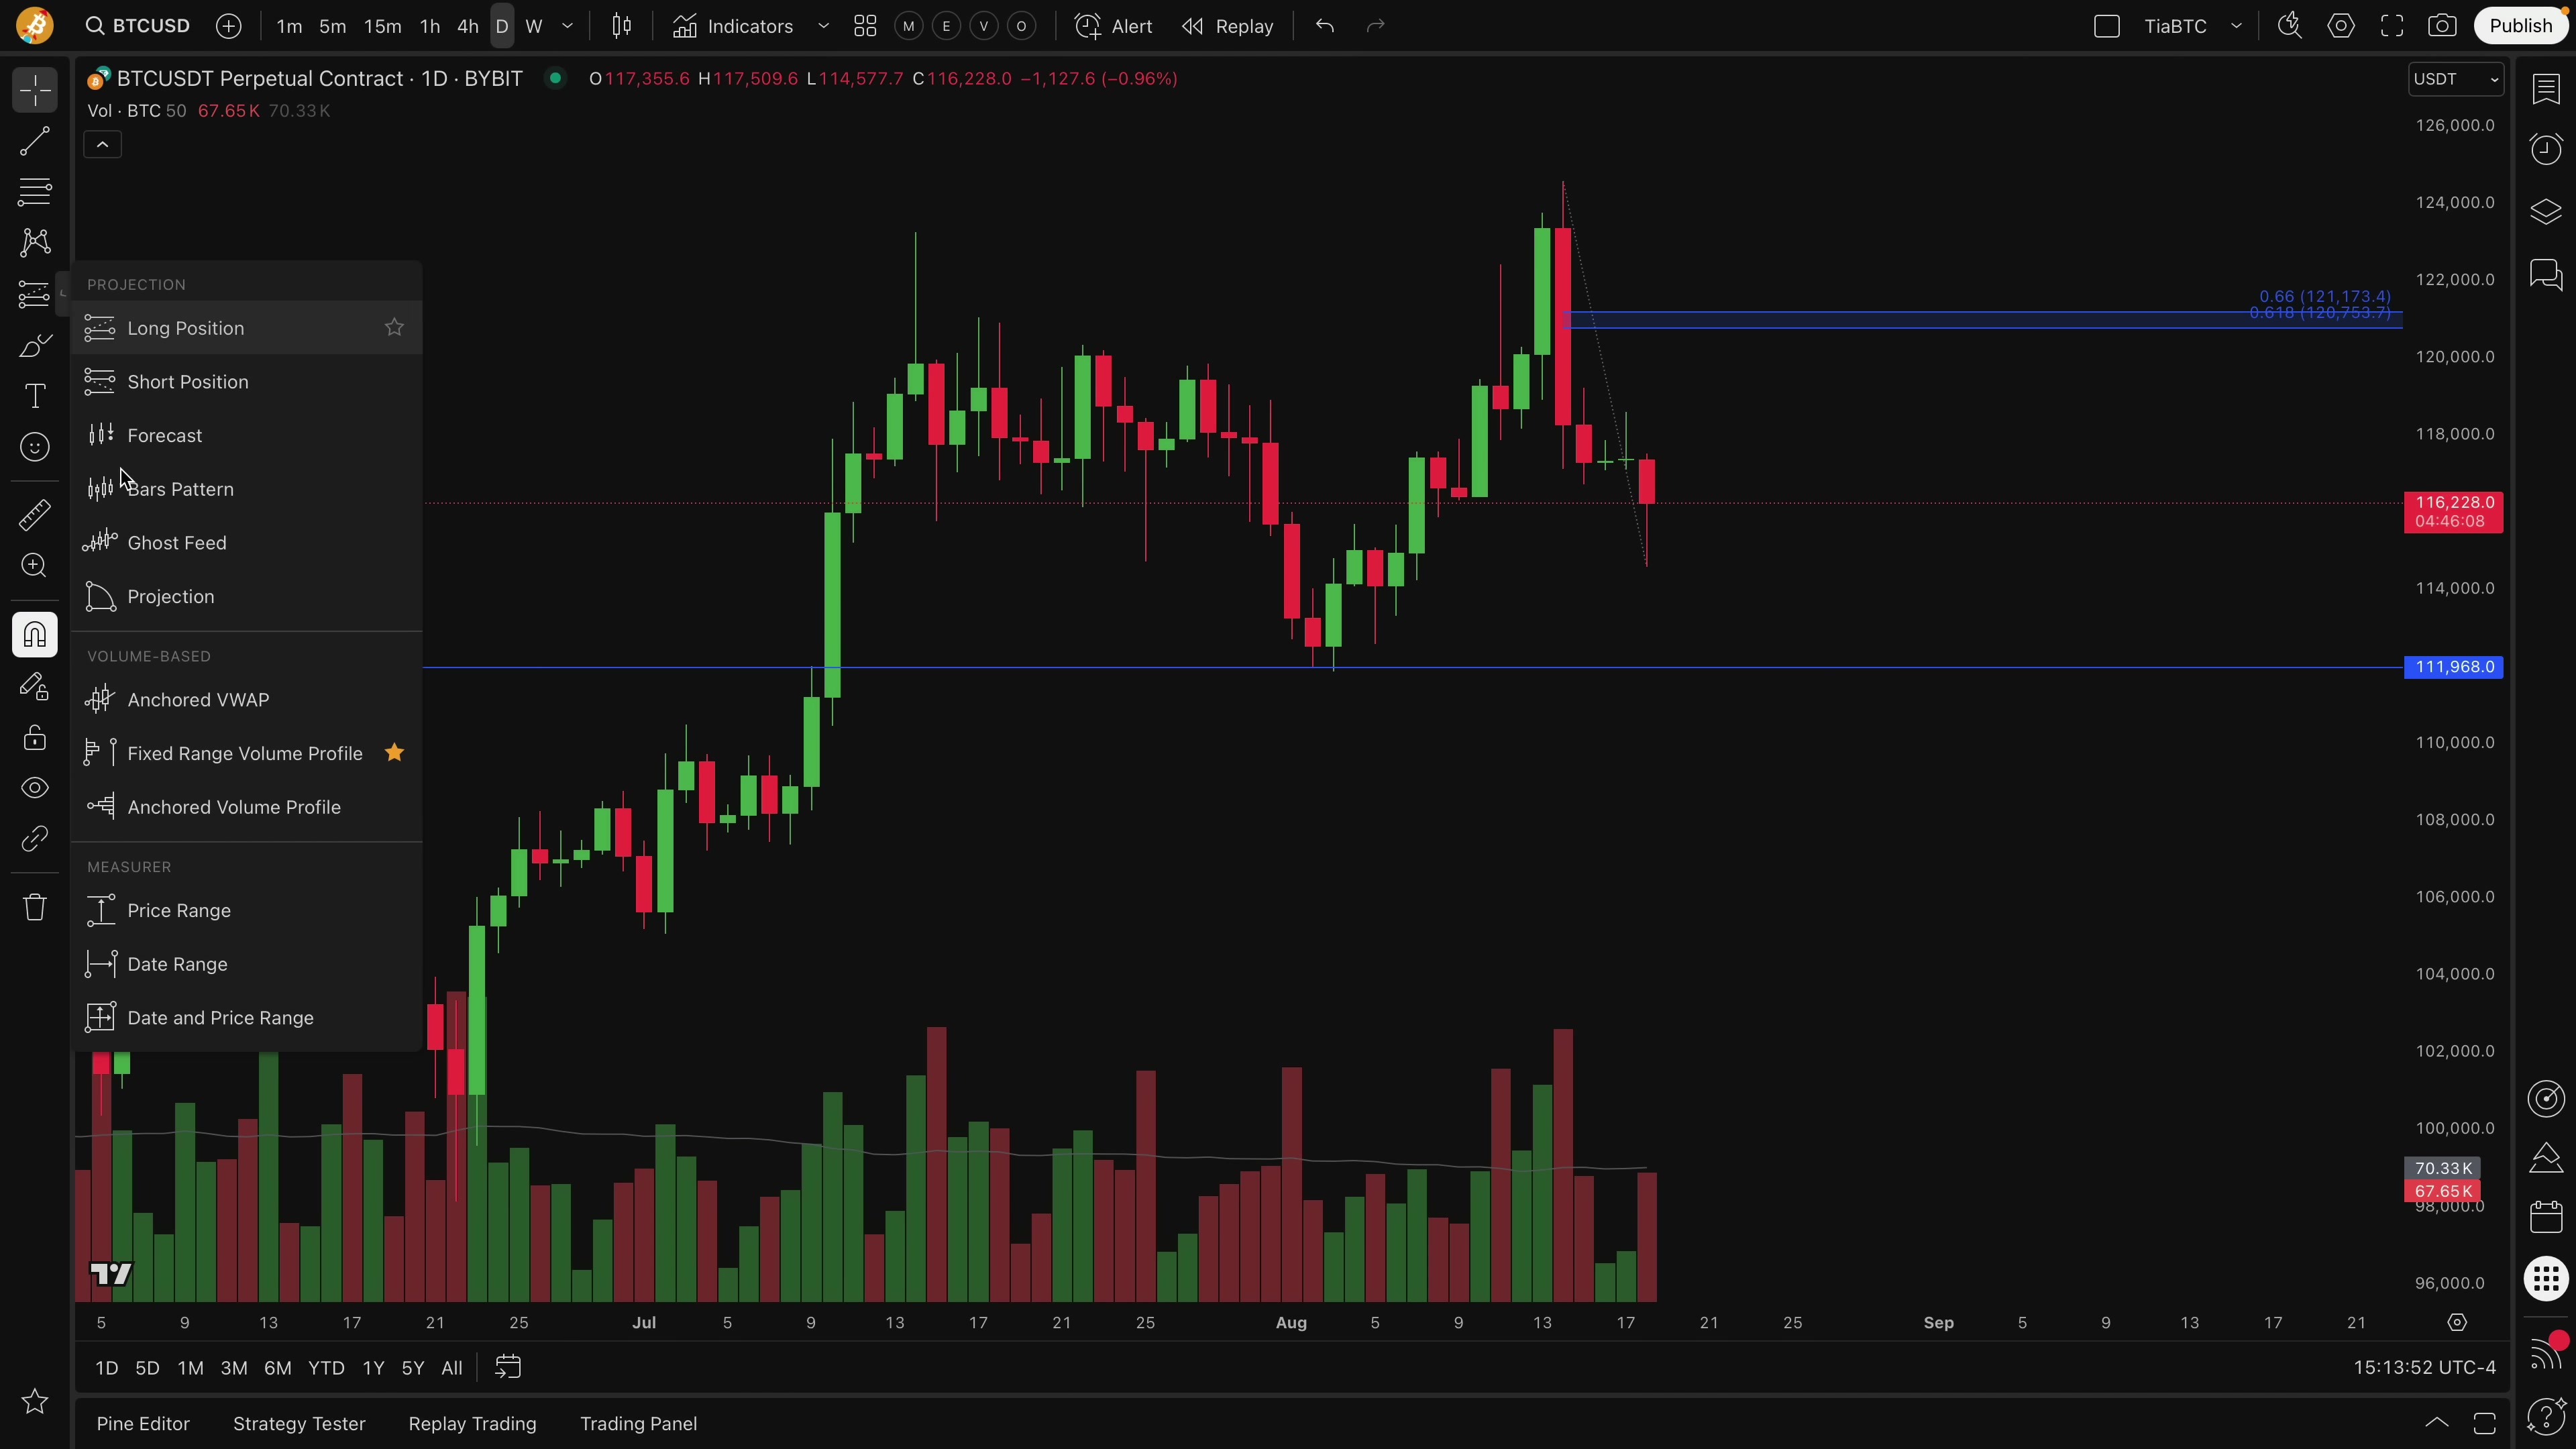 BTCUSD 1m 5m 15m 1h 4h D W Indicators M E V O Alert Replay TiaBTC Publish
BTCUSDT Perpetual Contract · 1D · BYBIT O117,355.6 H117,509.6 L114,577.7 C116,228.0 −1,127.6 (−0.96%)
USDT
Vol · BTC 50 67.65 K 70.33 K
126,000.0
124,000.0
122,000.0
0.66 (121,173.4)
0.618 (120,753.7)
120,000.0
118,000.0
116,228.0
04:46:08
114,000.0
111,968.0
110,000.0
108,000.0
106,000.0
104,000.0
102,000.0
100,000.0
70.33 K
67.65 K
98,000.0
96,000.0
PROJECTION
Long Position
Short Position
Forecast
Bars Pattern
Ghost Feed
Projection
VOLUME-BASED
Anchored VWAP
Fixed Range Volume Profile
Anchored Volume Profile
MEASURER
Price Range
Date Range
Date and Price Range
5 9 13 17 21 25 Jul 5 9 13 17 21 25 Aug 5 9 13 17 21 25 Sep 5 9 13 17 21
1D 5D 1M 3M 6M YTD 1Y 5Y All 15:13:52 UTC-4
Pine Editor Strategy Tester Replay Trading Trading Panel